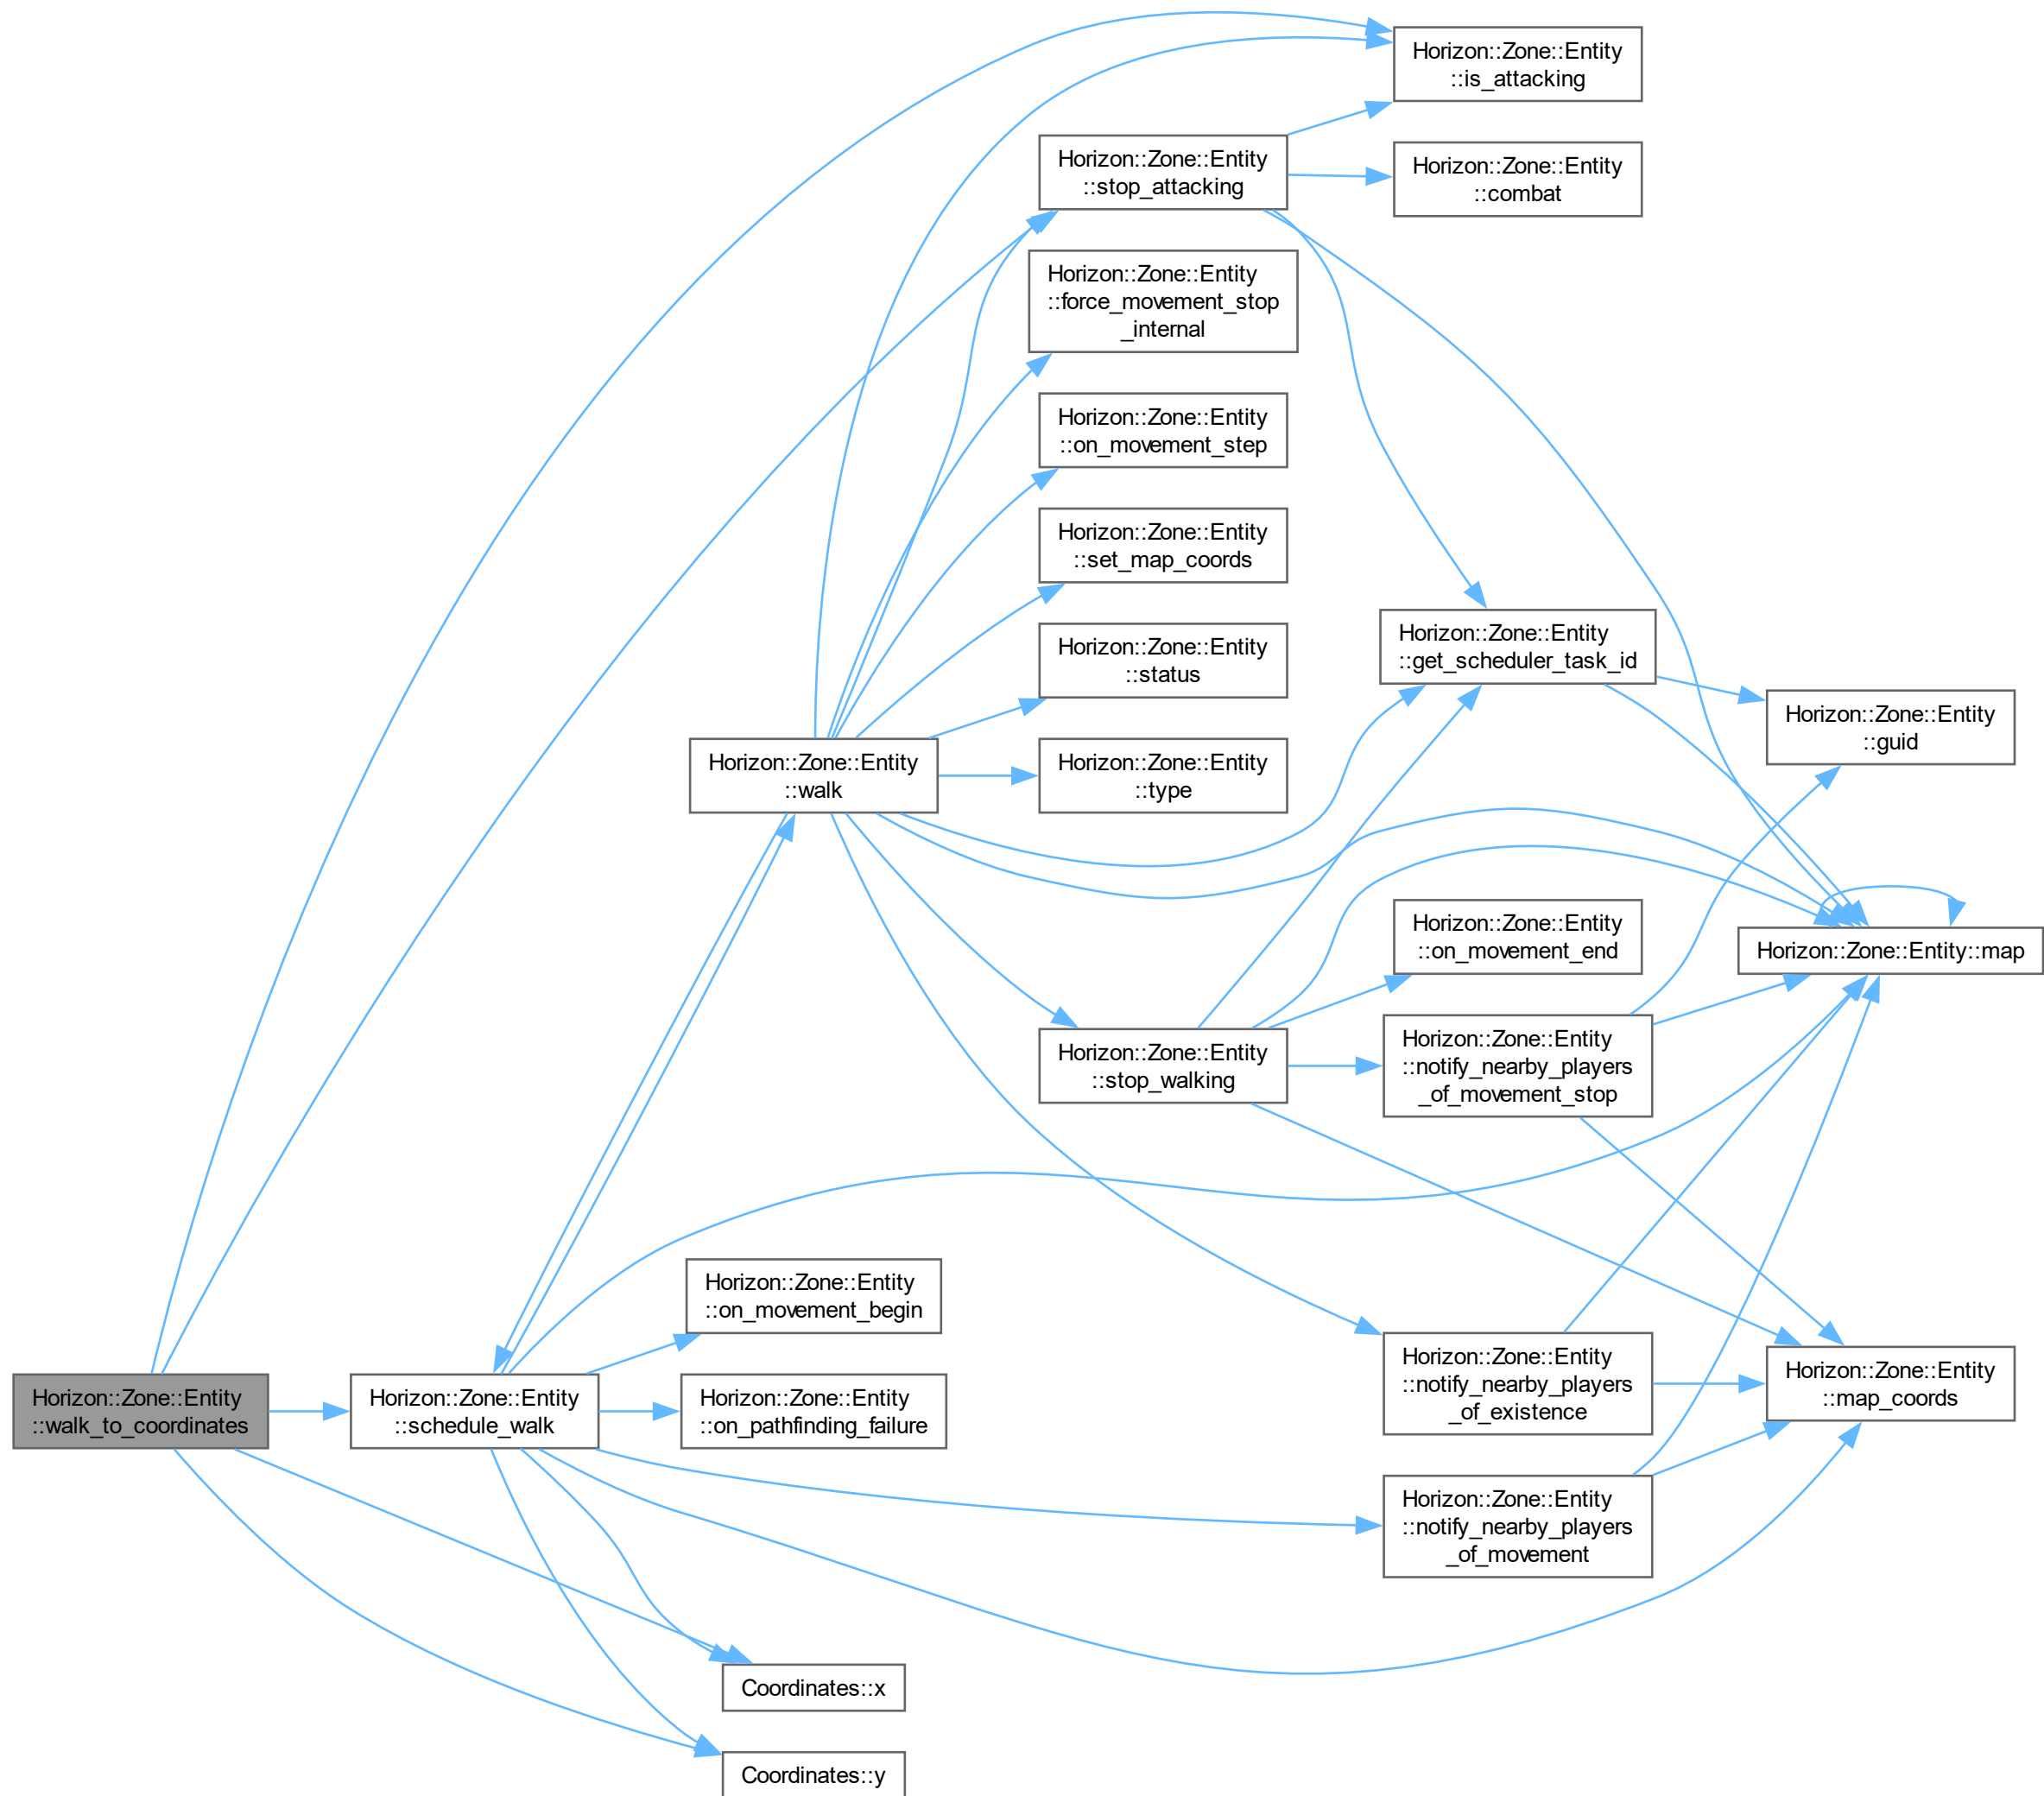 Horizon::Zone::Entity
::is_attacking
Horizon::Zone::Entity
::stop_attacking
Horizon::Zone::Entity
::combat
Horizon::Zone::Entity
::force_movement_stop
_internal
Horizon::Zone::Entity
::on_movement_step
Horizon::Zone::Entity
::set_map_coords
Horizon::Zone::Entity
::status
Horizon::Zone::Entity
::get_scheduler_task_id
Horizon::Zone::Entity
::guid
Horizon::Zone::Entity
::walk
Horizon::Zone::Entity
::type
Horizon::Zone::Entity
::on_movement_end
Horizon::Zone::Entity::map
Horizon::Zone::Entity
::stop_walking
Horizon::Zone::Entity
::notify_nearby_players
_of_movement_stop
Horizon::Zone::Entity
::on_movement_begin
Horizon::Zone::Entity
::walk_to_coordinates
Horizon::Zone::Entity
::schedule_walk
Horizon::Zone::Entity
::on_pathfinding_failure
Horizon::Zone::Entity
::notify_nearby_players
_of_existence
Horizon::Zone::Entity
::map_coords
Horizon::Zone::Entity
::notify_nearby_players
_of_movement
Coordinates::x
Coordinates::y